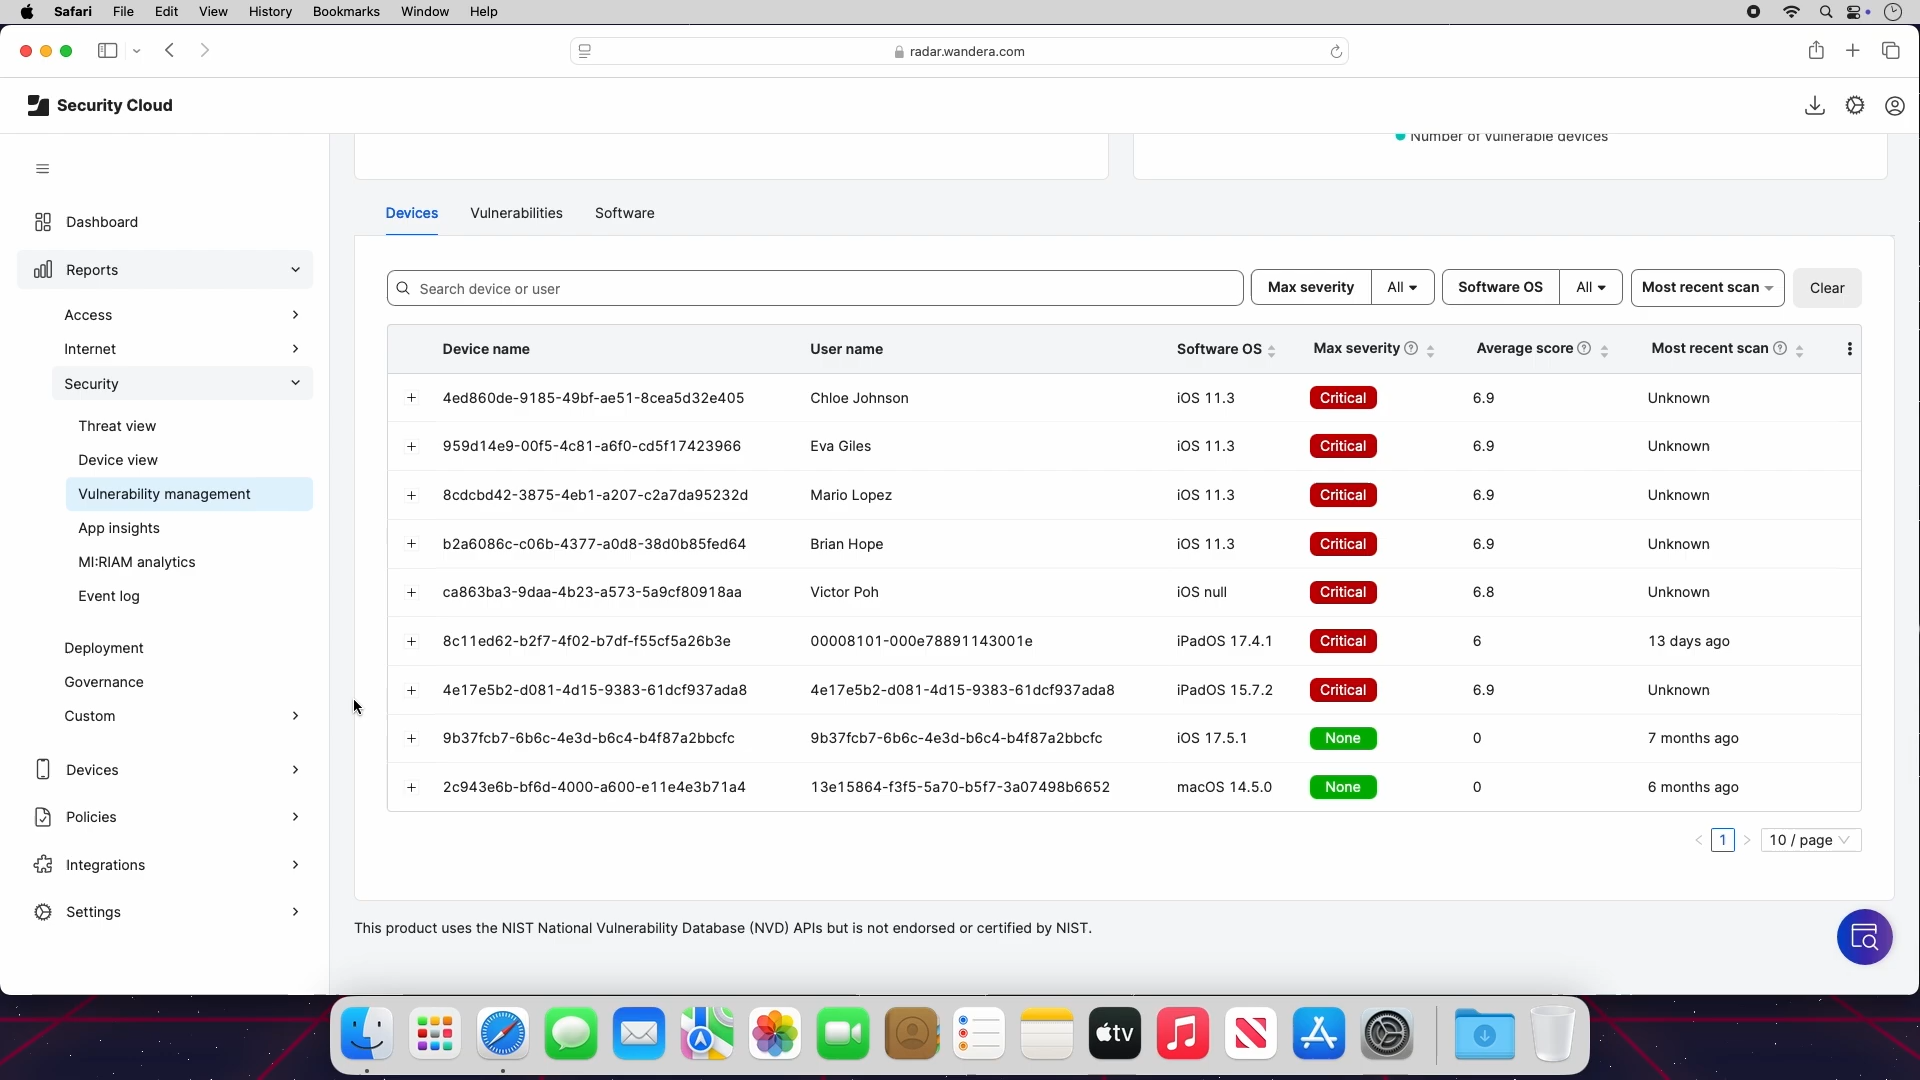 Safari File Edit View History Bookmarks Window Help
radar.wandera.com
Security Cloud
Number of vulnerable devices
Dashboard
Reports
Access
Internet
Security
Threat view
Device view
Vulnerability management
App insights
MI:RIAM analytics
Event log
Deployment
Governance
Custom
Devices
Policies
Integrations
Settings
Devices Vulnerabilities Software
Search device or user Max severity All Software OS All Most recent scan Clear
Device name User name Software OS Max severity Average score Most recent scan
4ed860de-9185-49bf-ae51-8cea5d32e405 Chloe Johnson iOS 11.3 Critical 6.9 Unknown
959d14e9-00f5-4c81-a6f0-cd5f17423966 Eva Giles iOS 11.3 Critical 6.9 Unknown
8cdcbd42-3875-4eb1-a207-c2a7da95232d Mario Lopez iOS 11.3 Critical 6.9 Unknown
b2a6086c-c06b-4377-a0d8-38d0b85fed64 Brian Hope iOS 11.3 Critical 6.9 Unknown
ca863ba3-9daa-4b23-a573-5a9cf80918aa Victor Poh iOS null Critical 6.8 Unknown
8c11ed62-b2f7-4f02-b7df-f55cf5a26b3e 00008101-000e78891143001e iPadOS 17.4.1 Critical 6 13 days ago
4e17e5b2-d081-4d15-9383-61dcf937ada8 4e17e5b2-d081-4d15-9383-61dcf937ada8 iPadOS 15.7.2 Critical 6.9 Unknown
9b37fcb7-6b6c-4e3d-b6c4-b4f87a2bbcfc 9b37fcb7-6b6c-4e3d-b6c4-b4f87a2bbcfc iOS 17.5.1 None 0 7 months ago
2c943e6b-bf6d-4000-a600-e11e4e3b71a4 13e15864-f3f5-5a70-b5f7-3a07498b6652 macOS 14.5.0 None 0 6 months ago
< 1 > 10 / page
This product uses the NIST National Vulnerability Database (NVD) APIs but is not endorsed or certified by NIST.
tv